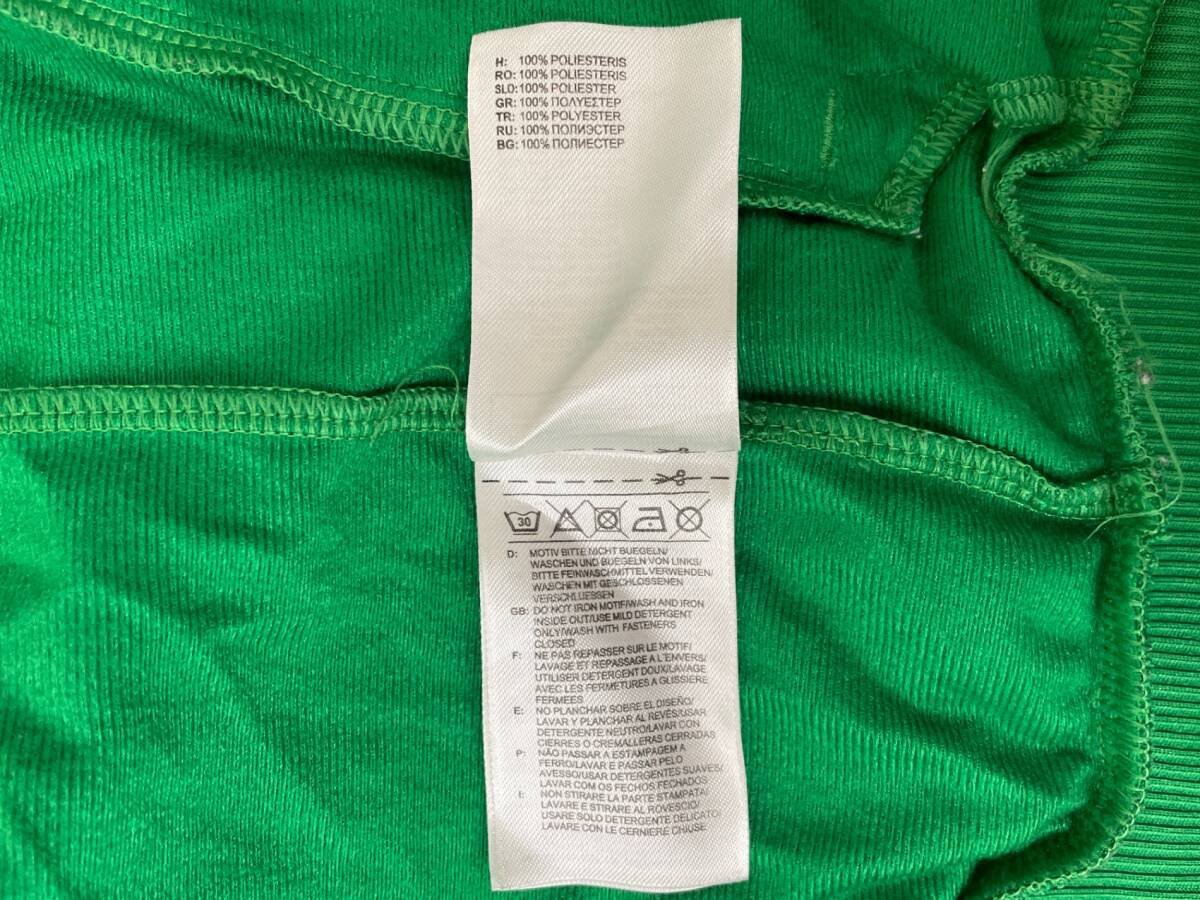 H: 100% POLIESTERIS
RO: 100% POLIESTERIS
SLO: 100% POLIESTER
GR: 100% ΠΟΛΥΕΣΤΕΡ
TR: 100% POLYESTER
RU: 100% ПОЛИЭСТЕР
BG: 100% ПОЛИЕСТЕР
30
D: MOTIV BITTE NICHT BUEGELN/
WASCHEN UND BUEGELN VON LINKS/
BITTE FEINWASCHMITTEL VERWENDEN/
WASCHEN MIT GESCHLOSSENEN
VERSCHLUESSEN
GB: DO NOT IRON MOTIF/WASH AND IRON
INSIDE OUT/USE MILD DETERGENT
ONLY/WASH WITH FASTENERS
CLOSED
F: NE PAS REPASSER SUR LE MOTIF/
LAVAGE ET REPASSAGE A L'ENVERS/
UTILISER DETERGENT DOUX/LAVAGE
AVEC LES FERMETURES A GLISSIERE
FERMEES
E: NO PLANCHAR SOBRE EL DISEÑO/
LAVAR Y PLANCHAR AL REVÉS/USAR
DETERGENTE NEUTRO/LAVAR CON
CIERRES O CREMALLERAS CERRADAS
P: NÃO PASSAR A ESTAMPAGEM A
FERRO/LAVAR E PASSAR PELO
AVESSO/USAR DETERGENTES SUAVES/
LAVAR COM OS FECHOS FECHADOS
I: NON STIRARE LA PARTE STAMPATA/
LAVARE E STIRARE AL ROVESCIO/
USARE SOLO DETERGENTE DELICATO/
LAVARE CON LE CERNIERE CHIUSE